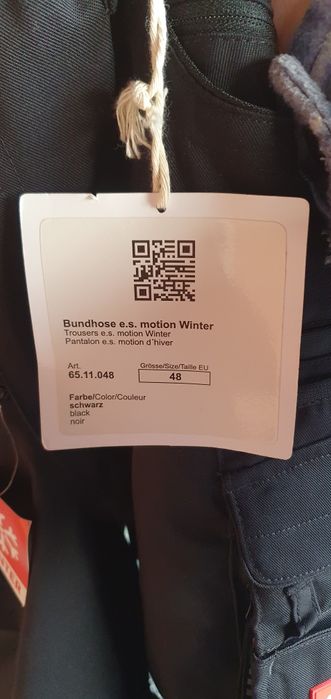 Bundhose e.s. motion Winter
Trousers e.s. motion Winter
Pantalon e.s. motion d´hiver
Art.
65.11.048
Grösse/Size/Taille EU
48
Farbe/Color/Couleur
schwarz
black
noir